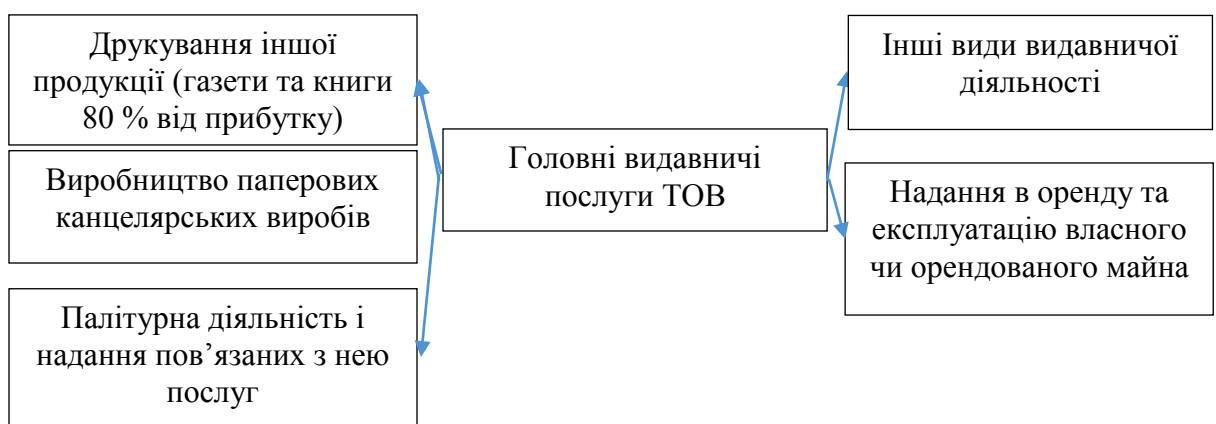 Друкування іншої
продукції (газети та книги
80 % від прибутку)
Виробництво паперових
канцелярських виробів
Палітурна діяльність і
надання пов’язаних з нею
послуг
Головні видавничі
послуги ТОВ
Інші види видавничої
діяльності
Надання в оренду та
експлуатацію власного
чи орендованого майна